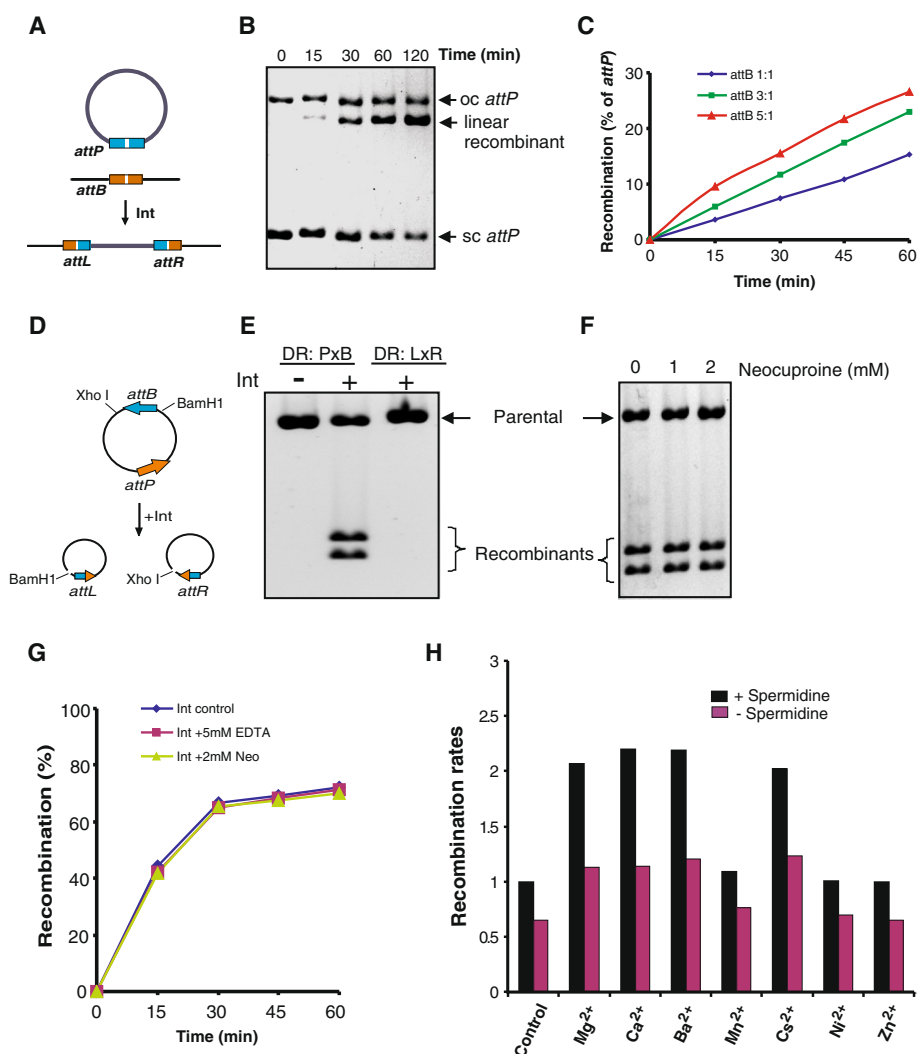 A
attP
attB
Int
attL
attR
B
0 15 30 60 120 Time (min)
oc attP
linear
recombinant
sc attP
C
Recombination (% of attP)
30
20
10
0
attB 1:1
attB 3:1
attB 5:1
0 15 30 45 60
Time (min)
D
Xho I
attB
BamH1
attP
+Int
BamH1
attL
Xho I
attR
E
DR: PxB DR: LxR
Int - + +
Parental
Recombinants
F
0 1 2 Neocuproine (mM)
G
Recombination (%)
100
80
60
40
20
0
Int control
Int +5mM EDTA
Int +2mM Neo
0 15 30 45 60
Time (min)
H
Recombination rates
3
2.5
2
1.5
1
0.5
0
+ Spermidine
- Spermidine
Control Mg2+ Ca2+ Ba2+ Mn2+ Cs2+ Ni2+ Zn2+